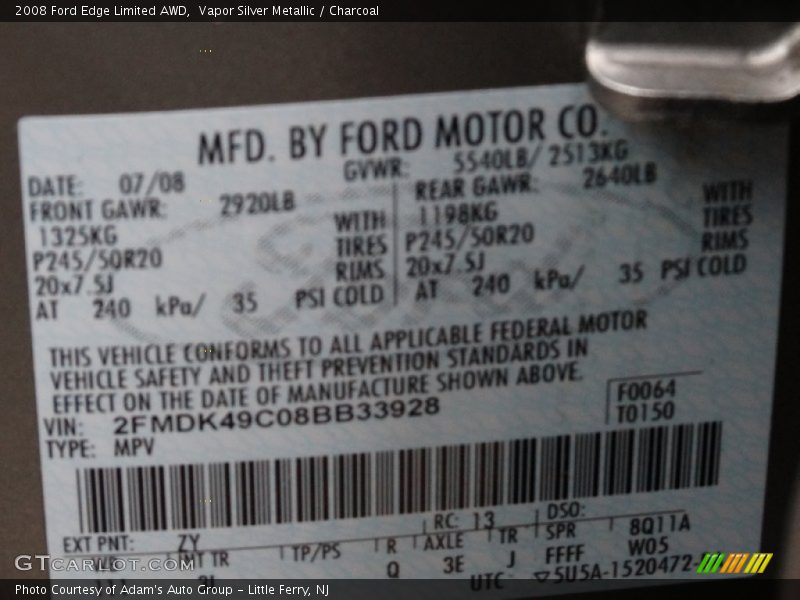 2008 Ford Edge Limited AWD,  Vapor Silver Metallic / Charcoal
MFD. BY FORD MOTOR CO.
DATE: 07/08 GVWR: 5540LB/ 2513KG
FRONT GAWR: 2920LB REAR GAWR: 2640LB
1325KG WITH 1198KG WITH
P245/50R20 TIRES P245/50R20 TIRES
20x7.5J RIMS 20x7.5J RIMS
AT 240 kPa/ 35 PSI COLD AT 240 kPa/ 35 PSI COLD
THIS VEHICLE CONFORMS TO ALL APPLICABLE FEDERAL MOTOR
VEHICLE SAFETY AND THEFT PREVENTION STANDARDS IN
EFFECT ON THE DATE OF MANUFACTURE SHOWN ABOVE.
VIN: 2FMDK49C08BB33928 F0064
TYPE: MPV T0150
EXT PNT: ZY RC: 13 DSO:
INT TR TP/PS R AXLE TR SPR 8Q11A
Q 3E J FFFF W05
UTC ▽5U5A-1520472-
GTCARLOT.COM
Photo Courtesy of Adam's Auto Group - Little Ferry, NJ